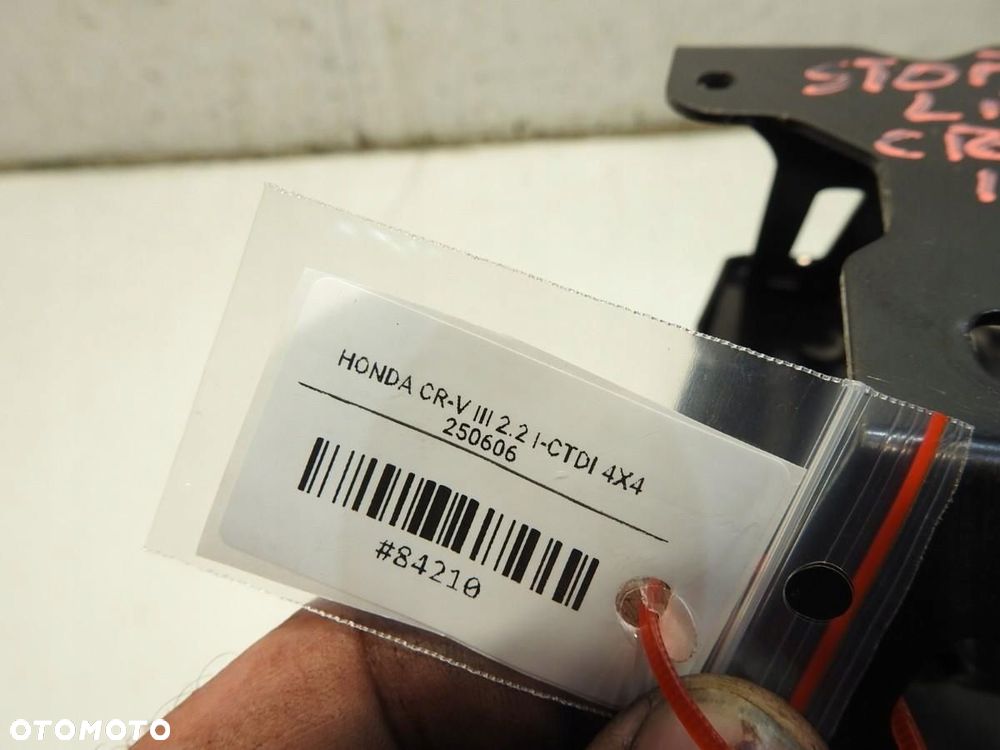 HONDA CR-V III 2.2 I-CTDI 4X4
250606
#84210
OTOMOTO